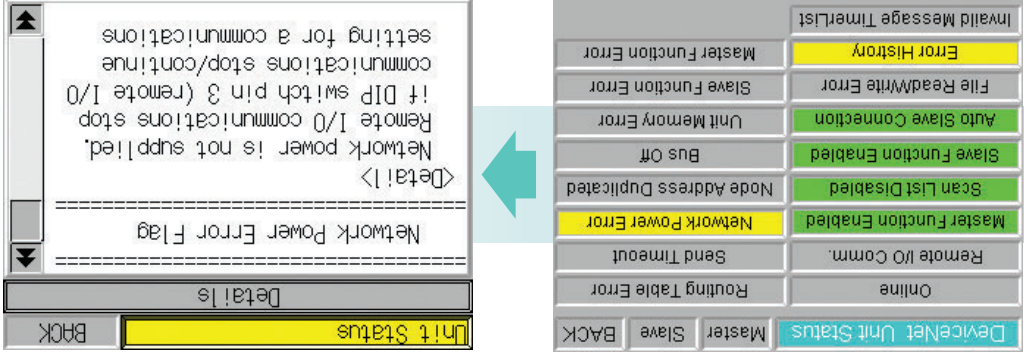 DeviceNet Unit Status Master Slave BACK
Online Routing Table Error
Remote I/O Comm. Send Timeout
Master Function Enabled Network Power Error
Scan List Disabled Node Address Duplicated
Slave Function Enabled Bus Off
Auto Slave Connection Unit Memory Error
File Read/Write Error Slave Function Error
Error Histrory Master Function Error
Invalid Message TimerList
Unit Status BACK
Details
====================================
Network Power Error Flag
====================================
<Detail>
Network power is not supplied.
Remote I/O communications stop
if DIP switch pin 3 (remote I/O
communications stop/continue
setting for a communications